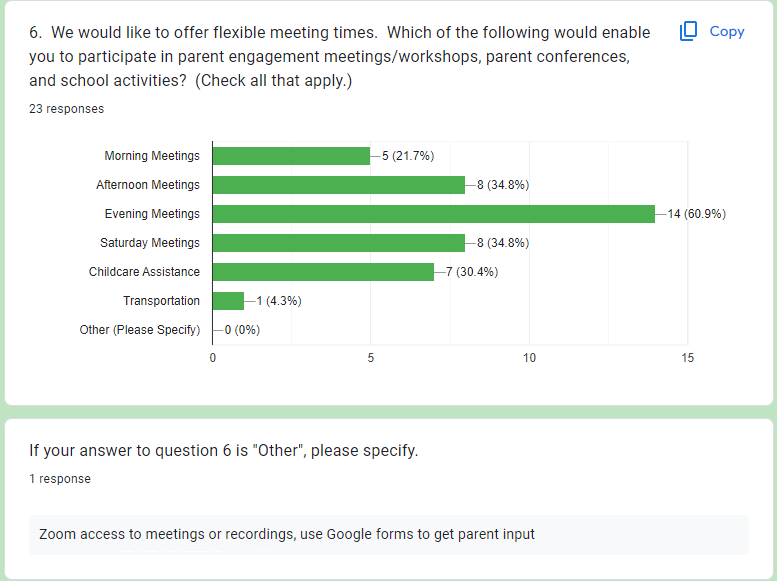 6.  We would like to offer flexible meeting times.  Which of the following would enable
you to participate in parent engagement meetings/workshops, parent conferences,
and school activities?  (Check all that apply.)
Copy
23 responses
Morning Meetings 5 (21.7%)
Afternoon Meetings 8 (34.8%)
Evening Meetings 14 (60.9%)
Saturday Meetings 8 (34.8%)
Childcare Assistance 7 (30.4%)
Transportation 1 (4.3%)
Other (Please Specify) 0 (0%)
0 5 10 15
If your answer to question 6 is "Other", please specify.
1 response
Zoom access to meetings or recordings, use Google forms to get parent input